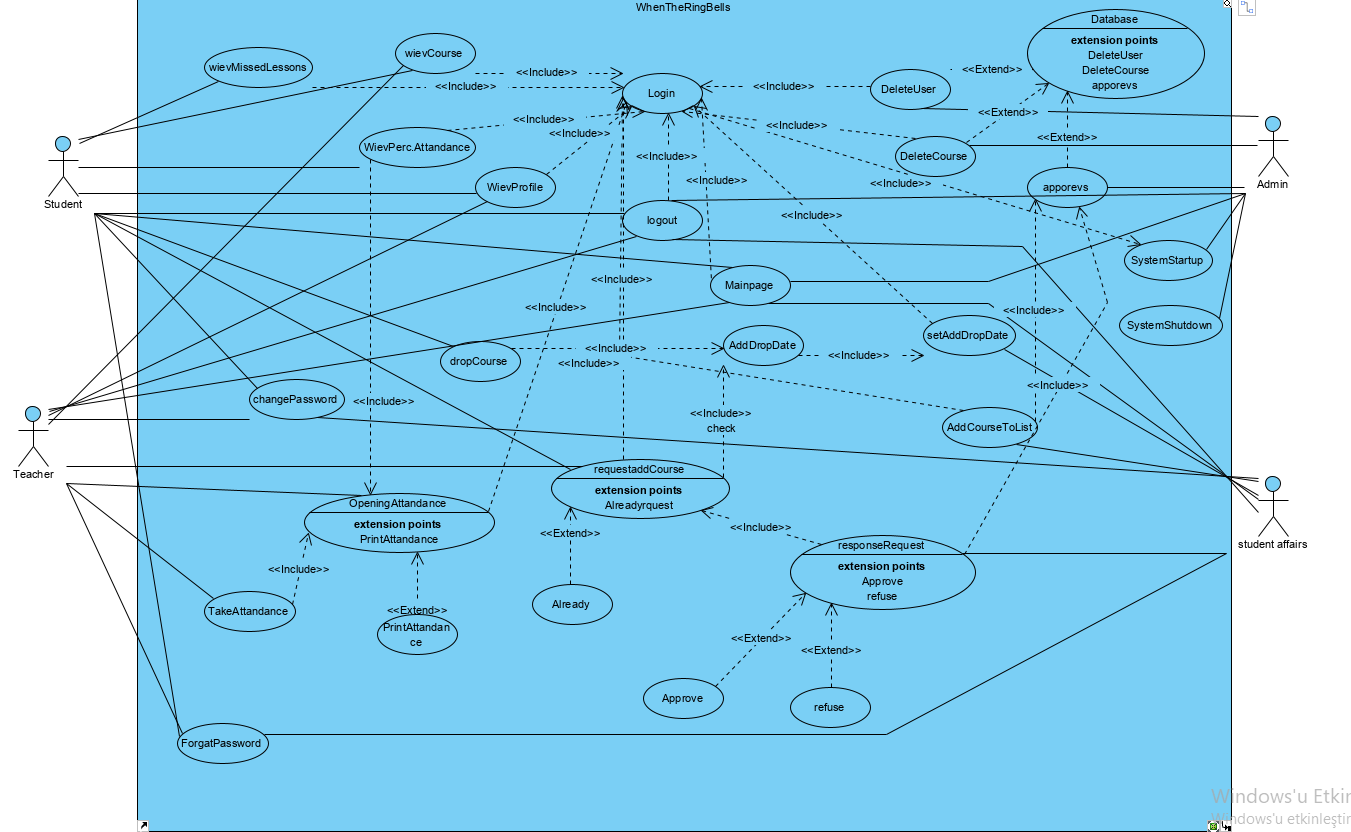 WhenTheRingBells
Database
extension points
DeleteUser
DeleteCourse
apporevs
wievCourse
wievMissedLessons
<<Include>>
<<Include>>
Login
<<Include>>
DeleteUser
<<Extend>>
<<Extend>>
<<Include>>
<<Include>>
<<Include>>
<<Extend>>
WievPerc.Attandance
<<Include>>
DeleteCourse
Student
WievProfile
<<Include>>
<<Include>>
apporevs
Admin
logout
<<Include>>
SystemStartup
<<Include>>
Mainpage
<<Include>>
<<Include>>
SystemShutdown
setAddDropDate
dropCourse
<<Include>>
<<Include>>
AddDropDate
<<Include>>
<<Include>>
changePassword
<<Include>>
<<Include>>
check
AddCourseToList
Teacher
requestaddCourse
extension points
Alreadyrquest
OpeningAttandance
extension points
PrintAttandance
<<Extend>>
<<Include>>
responseRequest
extension points
Approve
refuse
student affairs
<<Include>>
TakeAttandance
<<Extend>>
PrintAttandan
ce
Already
<<Extend>>
<<Extend>>
Approve
refuse
ForgatPassword
Windows'u Etkir
Windows'u etkinleştir